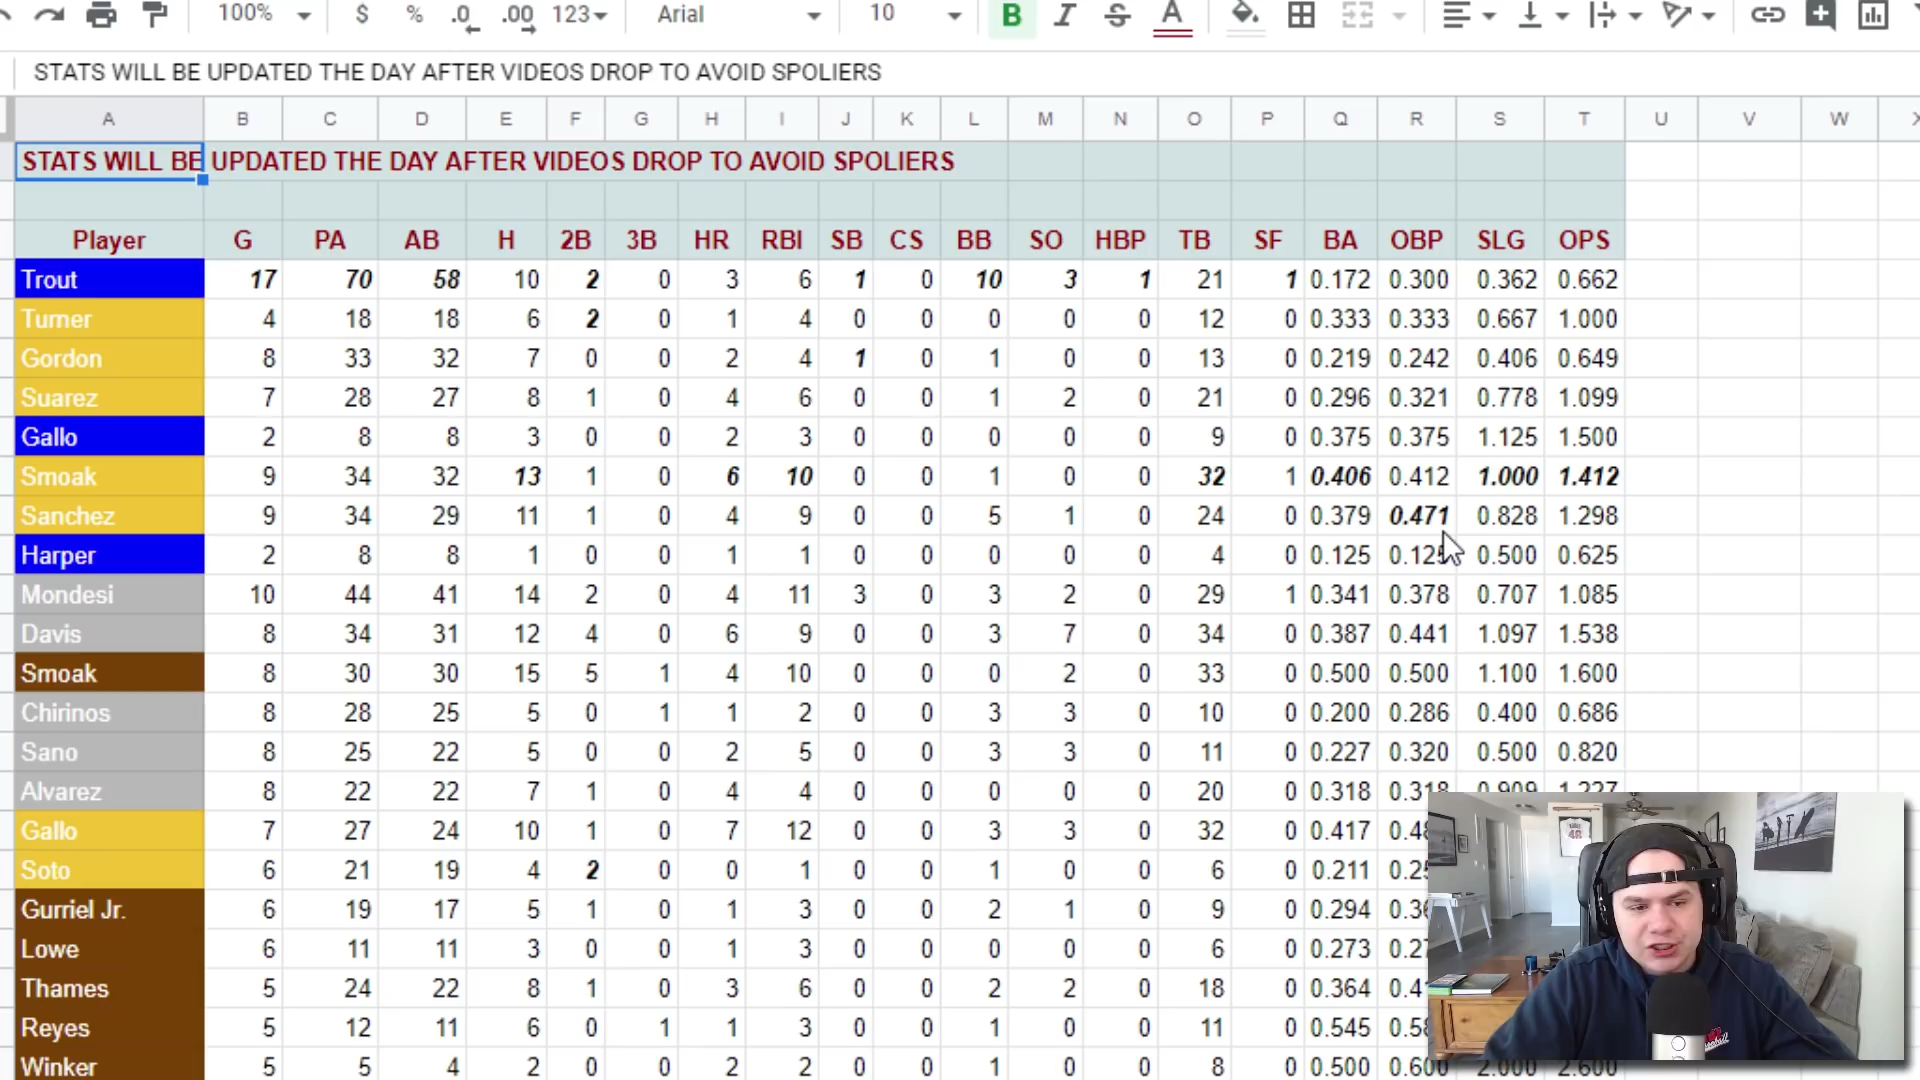 100% $ % .0 .00 123 Arial 10 B I S A
STATS WILL BE UPDATED THE DAY AFTER VIDEOS DROP TO AVOID SPOLIERS
A B C D E F G H I J K L M N O P Q R S T U V W
STATS WILL BE UPDATED THE DAY AFTER VIDEOS DROP TO AVOID SPOLIERS
Player G PA AB H 2B 3B HR RBI SB CS BB SO HBP TB SF BA OBP SLG OPS
Trout 17 70 58 10 2 0 3 6 1 0 10 3 1 21 1 0.172 0.300 0.362 0.662
Turner 4 18 18 6 2 0 1 4 0 0 0 0 0 12 0 0.333 0.333 0.667 1.000
Gordon 8 33 32 7 0 0 2 4 1 0 1 0 0 13 0 0.219 0.242 0.406 0.649
Suarez 7 28 27 8 1 0 4 6 0 0 1 2 0 21 0 0.296 0.321 0.778 1.099
Gallo 2 8 8 3 0 0 2 3 0 0 0 0 0 9 0 0.375 0.375 1.125 1.500
Smoak 9 34 32 13 1 0 6 10 0 0 1 0 0 32 1 0.406 0.412 1.000 1.412
Sanchez 9 34 29 11 1 0 4 9 0 0 5 1 0 24 0 0.379 0.471 0.828 1.298
Harper 2 8 8 1 0 0 1 1 0 0 0 0 0 4 0 0.125 0.125 0.500 0.625
Mondesi 10 44 41 14 2 0 4 11 3 0 3 2 0 29 1 0.341 0.378 0.707 1.085
Davis 8 34 31 12 4 0 6 9 0 0 3 7 0 34 0 0.387 0.441 1.097 1.538
Smoak 8 30 30 15 5 1 4 10 0 0 0 2 0 33 0 0.500 0.500 1.100 1.600
Chirinos 8 28 25 5 0 1 1 2 0 0 3 3 0 10 0 0.200 0.286 0.400 0.686
Sano 8 25 22 5 0 0 2 5 0 0 3 3 0 11 0 0.227 0.320 0.500 0.820
Alvarez 8 22 22 7 1 0 4 4 0 0 0 0 0 20 0 0.318 0.318 0.909 1.227
Gallo 7 27 24 10 1 0 7 12 0 0 3 3 0 32 0 0.417
Soto 6 21 19 4 2 0 0 1 0 0 1 0 0 6 0 0.211
Gurriel Jr. 6 19 17 5 1 0 1 3 0 0 2 1 0 9 0 0.294
Lowe 6 11 11 3 0 0 1 3 0 0 0 0 0 6 0 0.273
Thames 5 24 22 8 1 0 3 6 0 0 2 2 0 18 0 0.364
Reyes 5 12 11 6 0 1 1 3 0 0 1 0 0 11 0 0.545
Winker 5 5 4 2 0 0 2 2 0 0 1 0 0 8 0 0.500 0.600 2.000 2.600